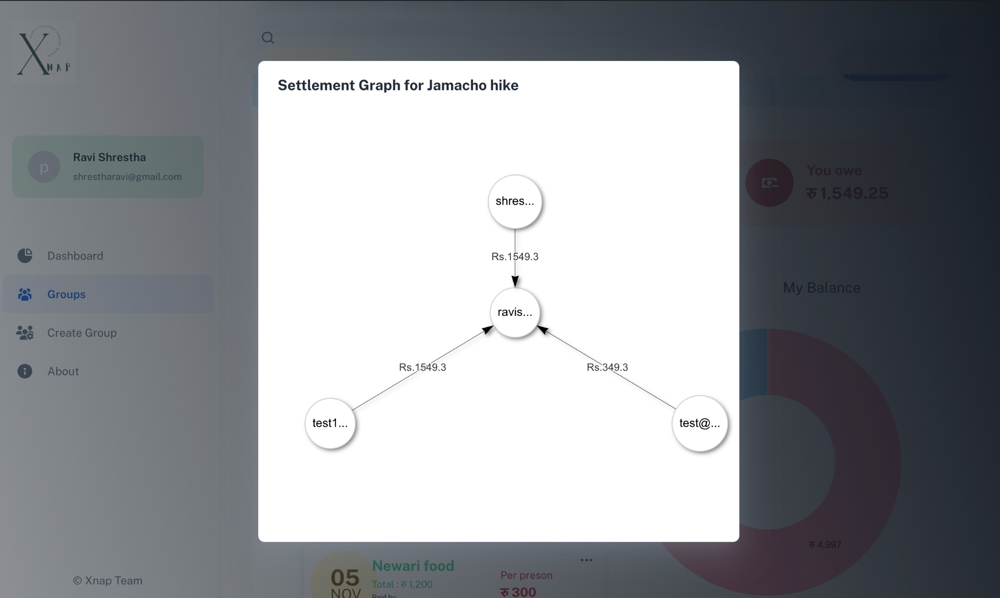 X NAP
Ravi Shrestha
shrestharavi@gmail.com
p
Dashboard
Groups
Create Group
About
© Xnap Team
Settlement Graph for Jamacho hike
shres...
Rs.1549.3
ravis...
Rs.1549.3
Rs.349.3
test1...
test@...
You owe
रु 1,549.25
My Balance
रु 4,997
05
NOV
Newari food
Total : रु 1,200
Paid by
Per preson
रु 300